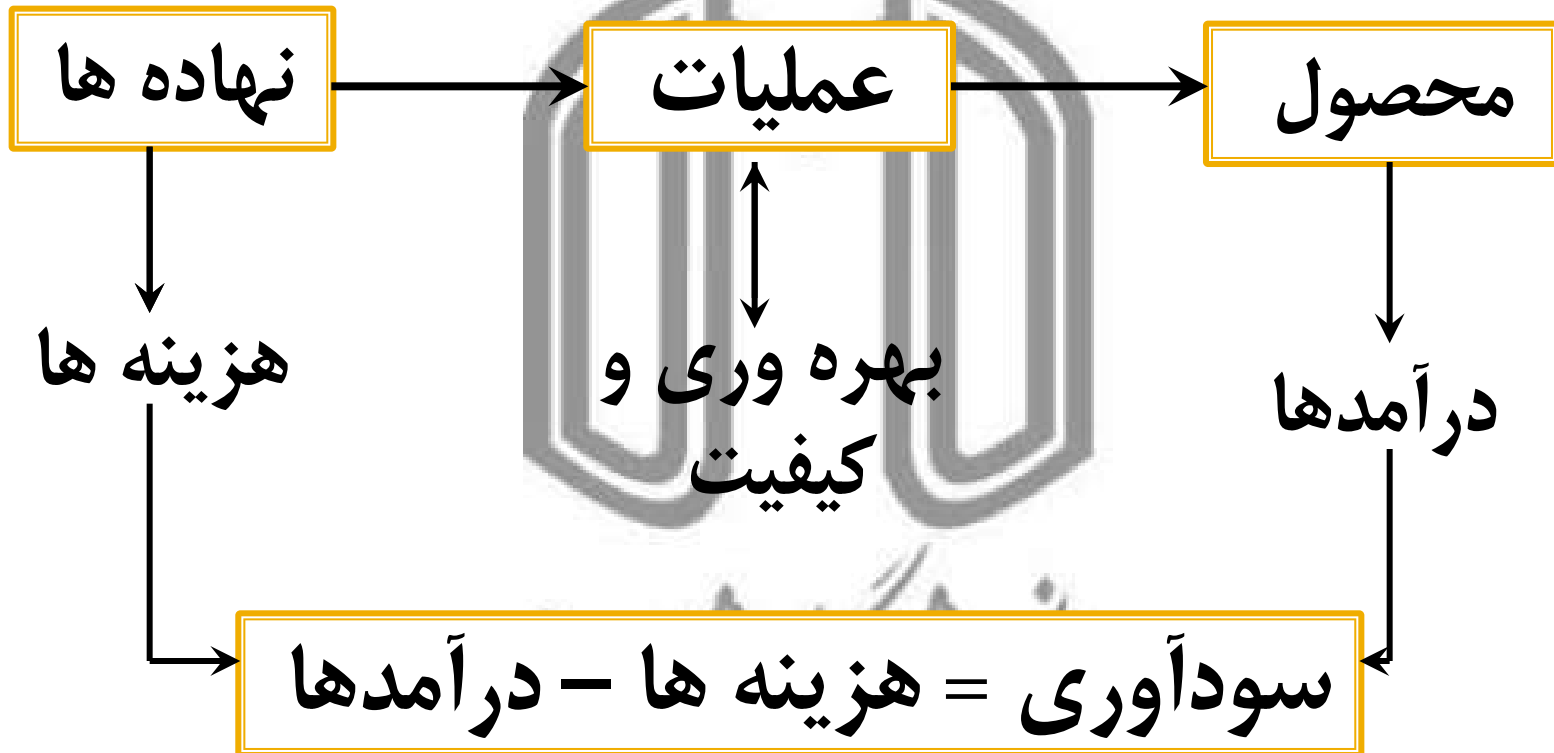 نهاده ها
عملیات
محصول
هزینه ها
بهره وری و
کیفیت
درآمدها
سودآوری = هزینه ها – درآمدها